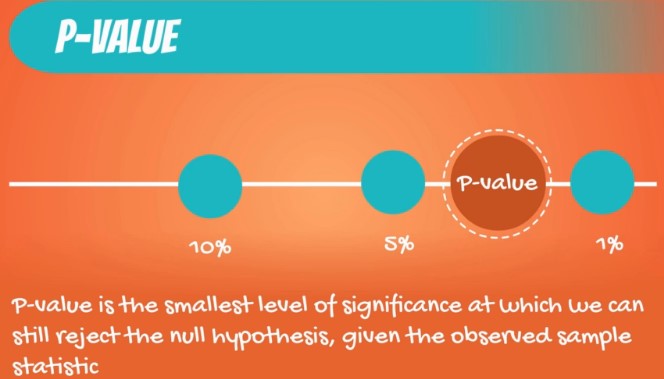 P-VALUE
P-value
10%
5%
1%
P-value is the smallest level of significance at which we can
still reject the null hypothesis, given the observed sample
statistic